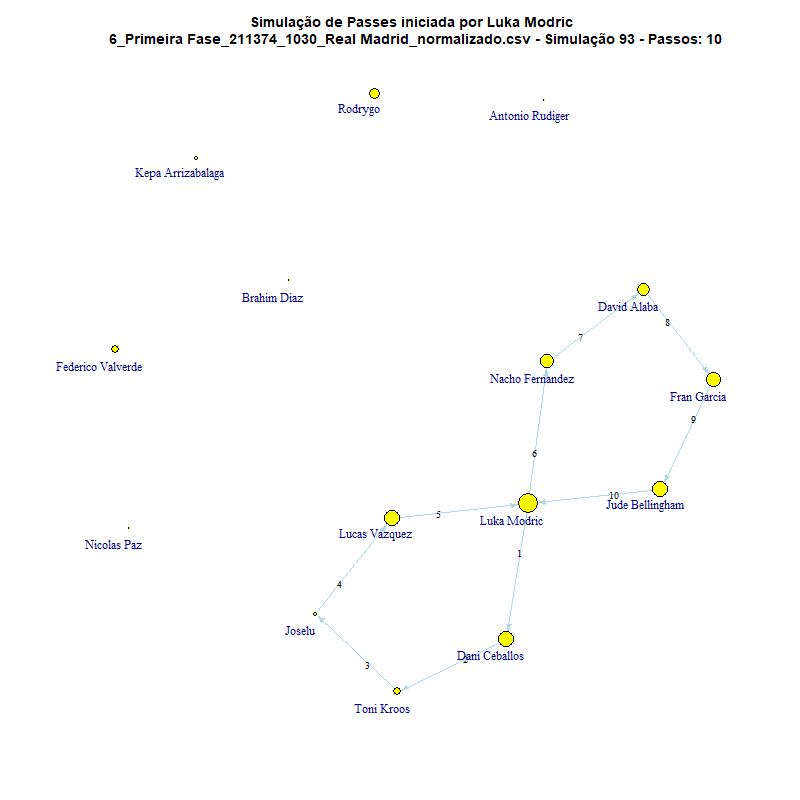 Simulação de Passes iniciada por Luka Modric
6_Primeira Fase_211374_1030_Real Madrid_normalizado.csv - Simulação 93 - Passos: 10
Rodrygo
Antonio Rudiger
Kepa Arrizabalaga
Brahim Diaz
David Alaba
8
7
Federico Valverde
Nacho Fernandez
Fran Garcia
9
6
10
Jude Bellingham
5
Luka Modric
Lucas Vazquez
Nicolas Paz
1
4
Joselu
Dani Ceballos
2
3
Toni Kroos